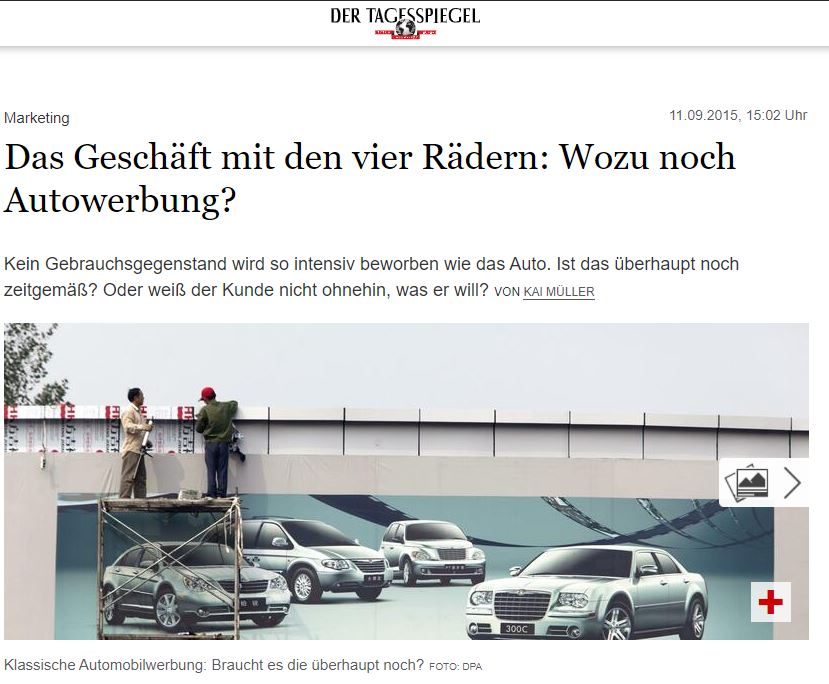 DER TAGESSPIEGEL
Marketing
11.09.2015, 15:02 Uhr
Das Geschäft mit den vier Rädern: Wozu noch
Autowerbung?
Kein Gebrauchsgegenstand wird so intensiv beworben wie das Auto. Ist das überhaupt noch
zeitgemäß? Oder weiß der Kunde nicht ohnehin, was er will? VON KAI MÜLLER
300C
Klassische Automobilwerbung: Braucht es die überhaupt noch? FOTO: DPA